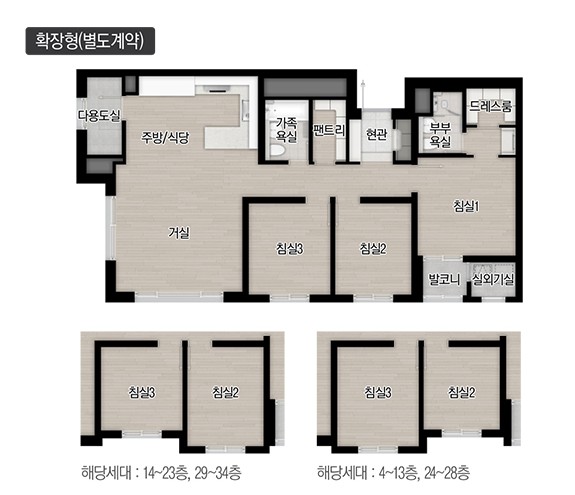 확장형(별도계약)
다용도실
주방/식당
가족
욕실
팬트리
현관
부부
욕실
드레스룸
거실
침실3
침실2
침실1
발코니
실외기실
침실3
침실2
침실3
침실2
해당세대 : 14~23층, 29~34층
해당세대 : 4~13층, 24~28층